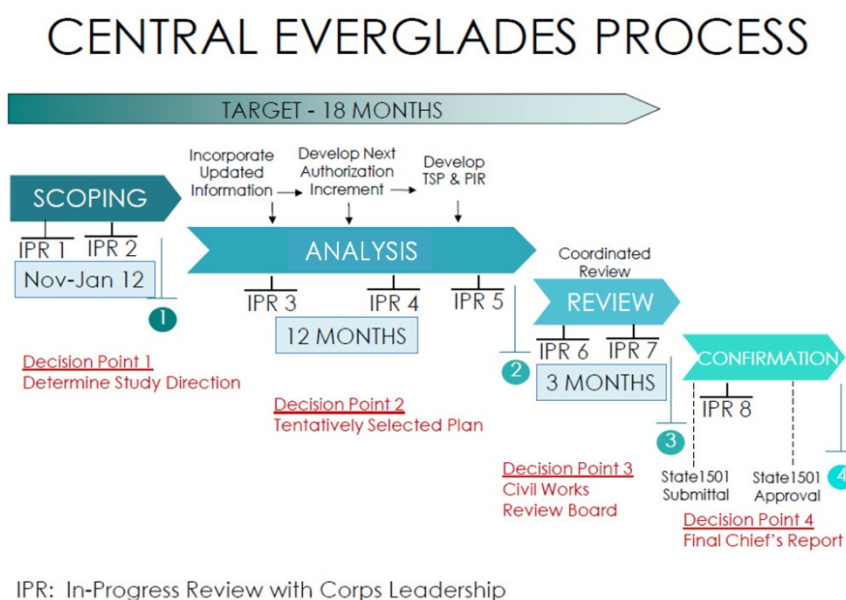 CENTRAL EVERGLADES PROCESS
TARGET - 18 MONTHS
Incorporate
Updated
Information
Develop Next
Authorization
Increment
Develop
TSP & PIR
SCOPING
IPR 1
IPR 2
Nov-Jan 12
1
ANALYSIS
IPR 3
IPR 4
IPR 5
12 MONTHS
2
Coordinated
Review
REVIEW
IPR 6
IPR 7
3 MONTHS
3
CONFIRMATION
IPR 8
State1501
Submittal
State1501
Approval
4
Decision Point 1
Determine Study Direction
Decision Point 2
Tentatively Selected Plan
Decision Point 3
Civil Works
Review Board
Decision Point 4
Final Chief's Report
IPR: In-Progress Review with Corps Leadership